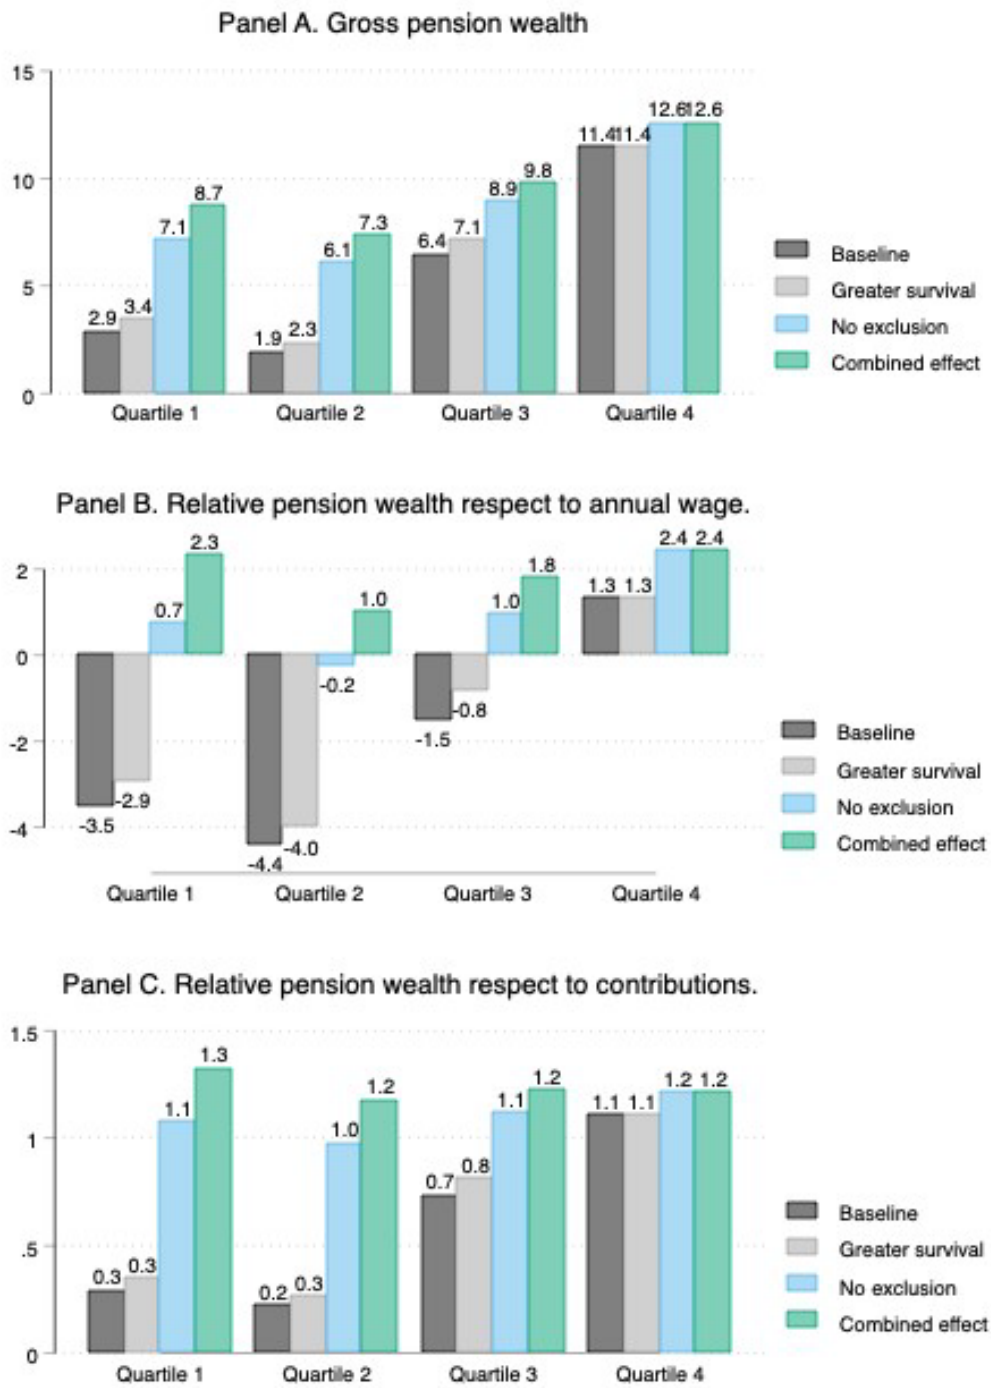 Panel A. Gross pension wealth
15
10
5
0
2.9 3.4 7.1 8.7
1.9 2.3 6.1 7.3
6.4 7.1 8.9 9.8
11.4 11.4 12.6 12.6
Quartile 1 Quartile 2 Quartile 3 Quartile 4
Baseline
Greater survival
No exclusion
Combined effect
Panel B. Relative pension wealth respect to annual wage.
2
0
-2
-4
-3.5 -2.9 0.7 2.3
-4.4 -4.0 -0.2 1.0
-1.5 -0.8 1.0 1.8
1.3 1.3 2.4 2.4
Quartile 1 Quartile 2 Quartile 3 Quartile 4
Baseline
Greater survival
No exclusion
Combined effect
Panel C. Relative pension wealth respect to contributions.
1.5
1
.5
0
0.3 0.3 1.1 1.3
0.2 0.3 1.0 1.2
0.7 0.8 1.1 1.2
1.1 1.1 1.2 1.2
Quartile 1 Quartile 2 Quartile 3 Quartile 4
Baseline
Greater survival
No exclusion
Combined effect